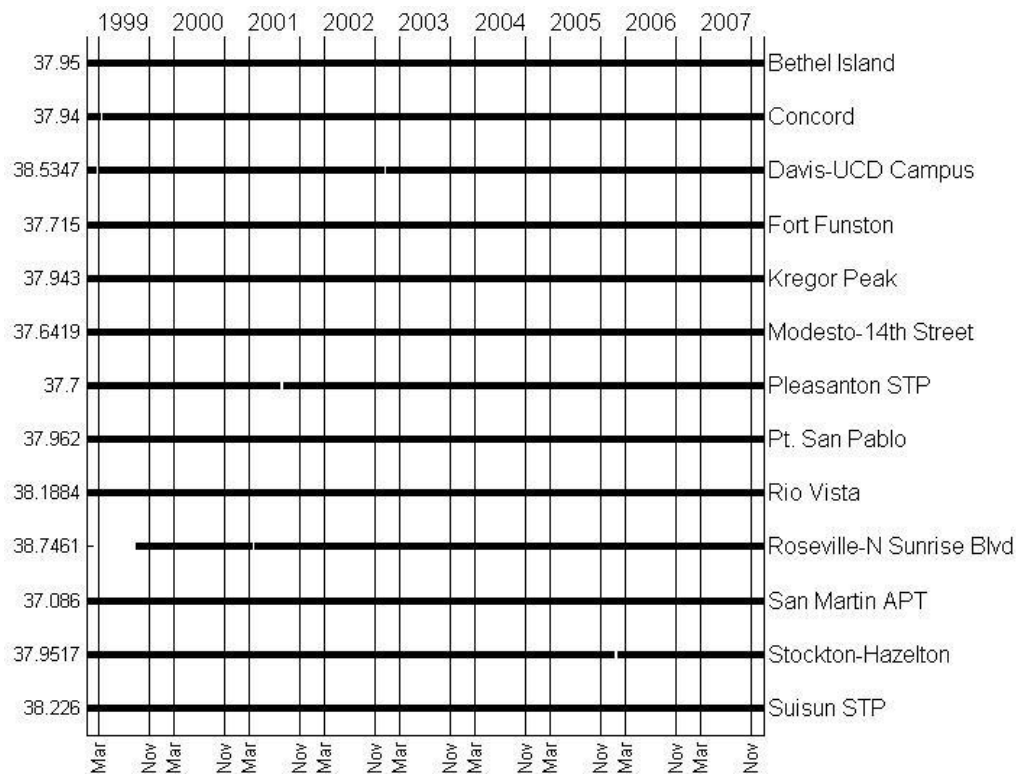 1999 2000 2001 2002 2003 2004 2005 2006 2007
37.95 Bethel Island
37.94 Concord
38.5347 Davis-UCD Campus
37.715 Fort Funston
37.943 Kregor Peak
37.6419 Modesto-14th Street
37.7 Pleasanton STP
37.962 Pt. San Pablo
38.1884 Rio Vista
38.7461 Roseville-N Sunrise Blvd
37.086 San Martin APT
37.9517 Stockton-Hazelton
38.226 Suisun STP
Mar Nov Mar Nov Mar Nov Mar Nov Mar Nov Mar Nov Mar Nov Mar Nov Mar Nov